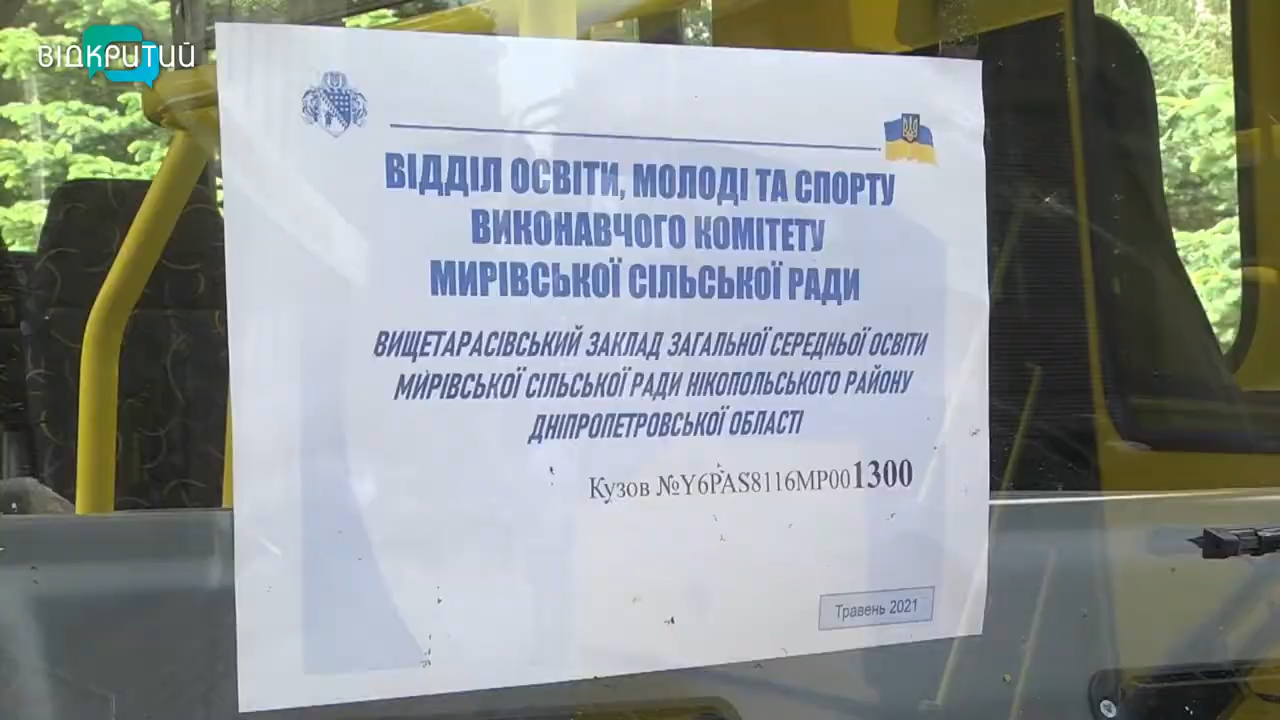 ВІДКРИТИЙ
ВІДДІЛ ОСВІТИ, МОЛОДІ ТА СПОРТУ
ВИКОНАВЧОГО КОМІТЕТУ
МИРІВСЬКОЇ СІЛЬСЬКОЇ РАДИ
ВИЩЕТАРАСІВСЬКИЙ ЗАКЛАД ЗАГАЛЬНОЇ СЕРЕДНЬОЇ ОСВІТИ
МИРІВСЬКОЇ СІЛЬСЬКОЇ РАДИ НІКОПОЛЬСЬКОГО РАЙОНУ
ДНІПРОПЕТРОВСЬКОЇ ОБЛАСТІ
Кузов №Y6PAS8116MP001300
Травень 2021